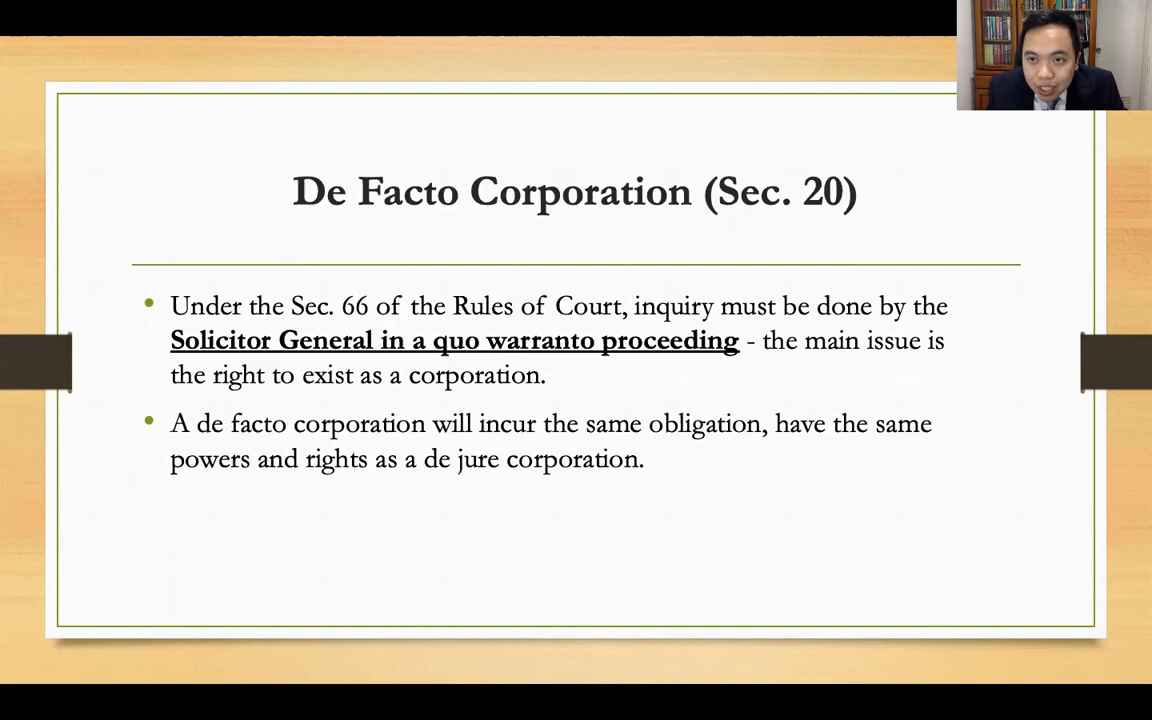 De Facto Corporation (Sec. 20)
• Under the Sec. 66 of the Rules of Court, inquiry must be done by the
Solicitor General in a quo warranto proceeding - the main issue is
the right to exist as a corporation.
• A de facto corporation will incur the same obligation, have the same
powers and rights as a de jure corporation.